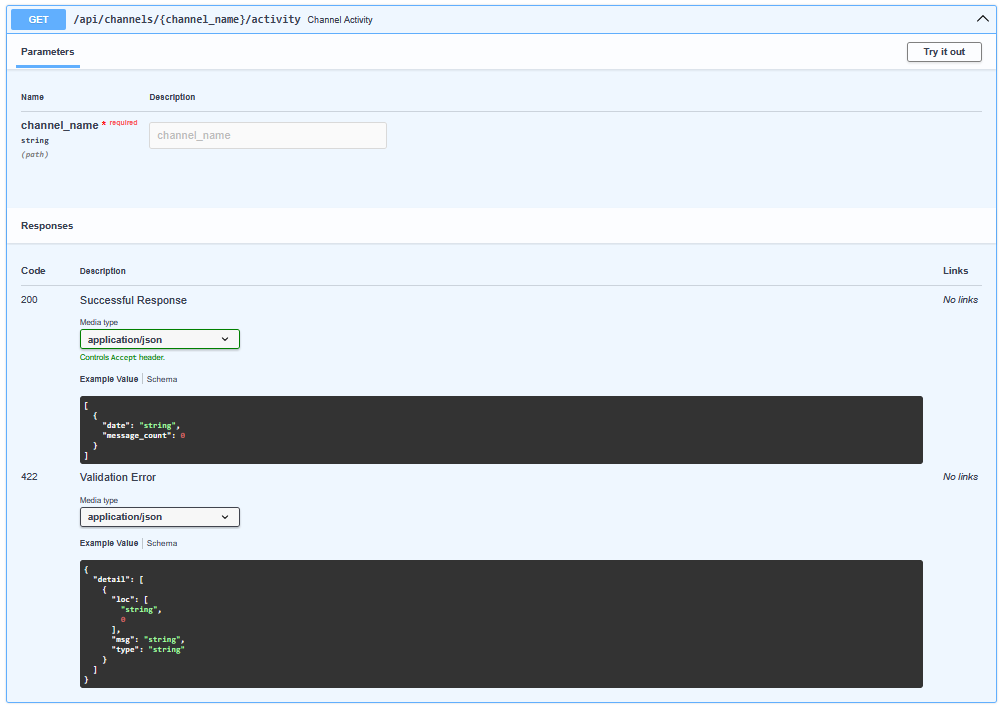 GET /api/channels/{channel_name}/activity Channel Activity
Parameters
Try it out
Name Description
channel_name * required
string
(path)
channel_name
Responses
Code Description Links
200 Successful Response No links
Media type
application/json
Controls Accept header.
Example Value Schema
[
  {
    "date": "string",
    "message_count": 0
  }
]
422 Validation Error No links
Media type
application/json
Example Value Schema
{
  "detail": [
    {
      "loc": [
        "string",
        0
      ],
      "msg": "string",
      "type": "string"
    }
  ]
}